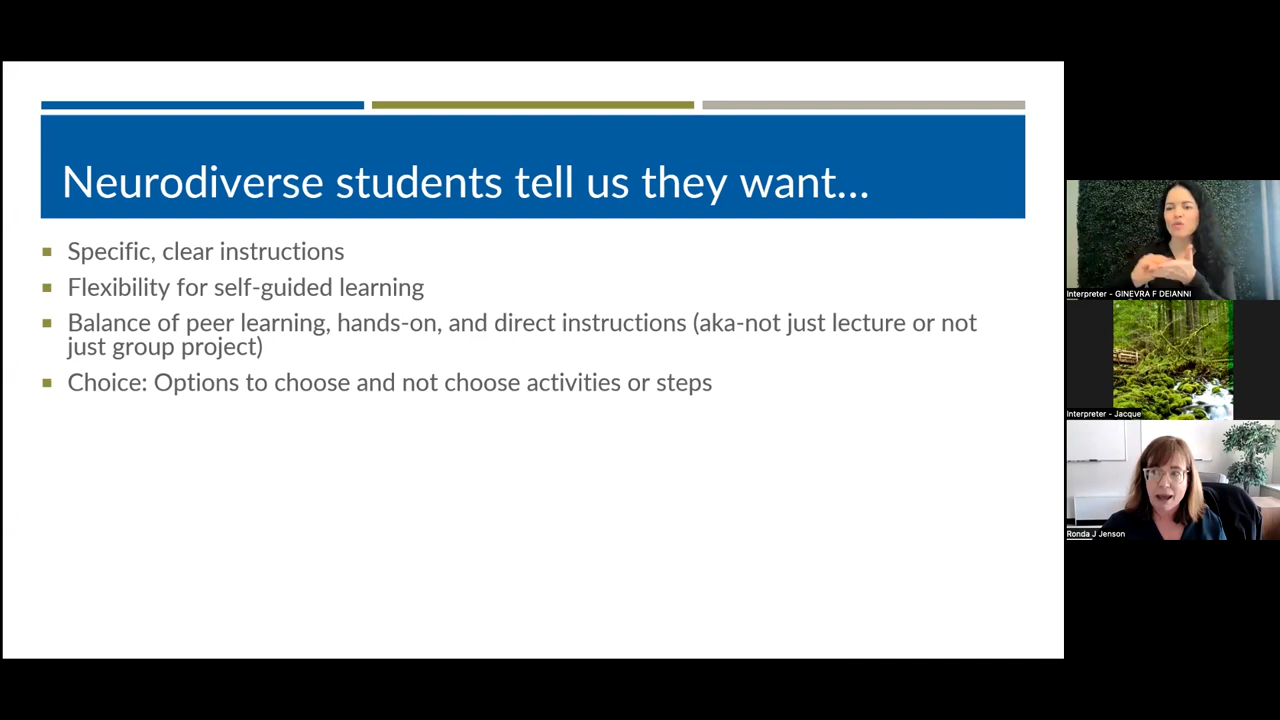 Neurodiverse students tell us they want...
Specific, clear instructions
Flexibility for self-guided learning
Balance of peer learning, hands-on, and direct instructions (aka-not just lecture or not
just group project)
Choice: Options to choose and not choose activities or steps
Interpreter - GINEVRA F DEIANNI
Interpreter - Jacque
Ronda J Jenson